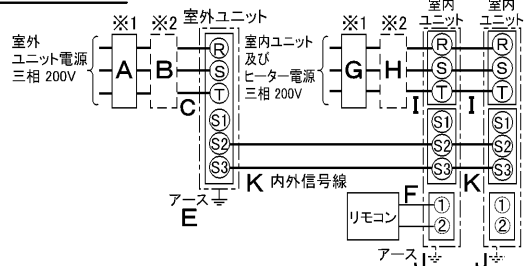 ※1 ※2 室外ユニット
室外
ユニット電源
三相 200V
A
B
C
R
S
T
S1
S2
S3
アース
E
※1 ※2
室内ユニット
及び
ヒーター電源
三相 200V
G
H
I
I
室内
ユニット
R
S
T
S1
S2
S3
①
②
室内
ユニット
R
S
T
S1
S2
S3
①
②
K 内外信号線
K
F
リモコン
アース
J
J